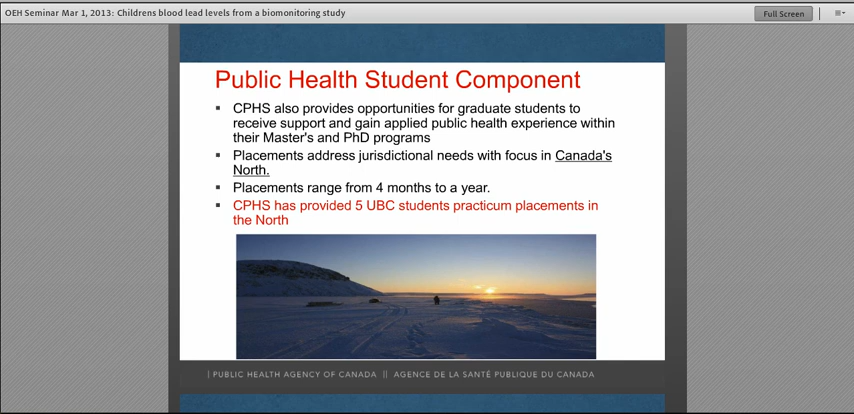 OEH Seminar Mar 1, 2013: Childrens blood lead levels from a biomonitoring study
Full Screen
Public Health Student Component
CPHS also provides opportunities for graduate students to
receive support and gain applied public health experience within
their Master's and PhD programs
Placements address jurisdictional needs with focus in Canada's
North.
Placements range from 4 months to a year.
CPHS has provided 5 UBC students practicum placements in
the North
| PUBLIC HEALTH AGENCY OF CANADA || AGENCE DE LA SANTÉ PUBLIQUE DU CANADA